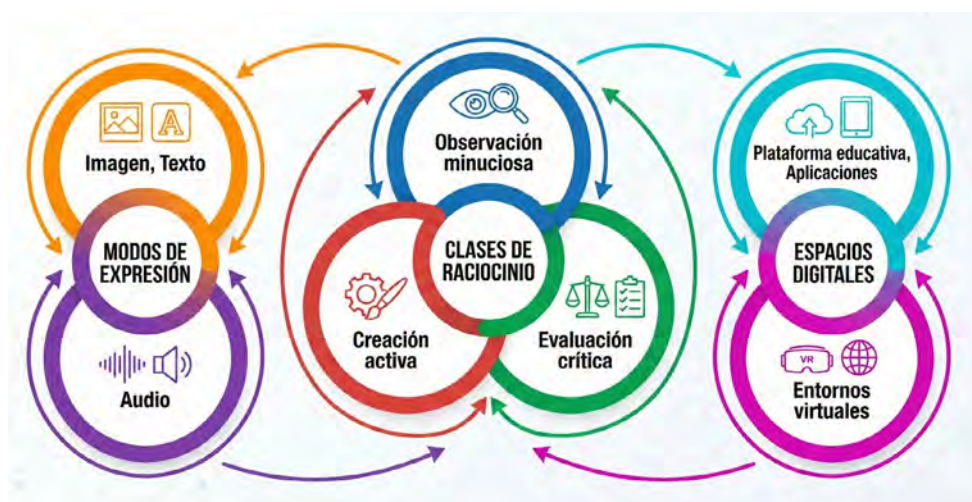 Imagen, Texto
MODOS DE
EXPRESIÓN
Audio
Observación
minuciosa
CLASES DE
RACIOCINIO
Creación
activa
Evaluación
crítica
Plataforma educativa,
Aplicaciones
ESPACIOS
DIGITALES
VR
Entornos
virtuales